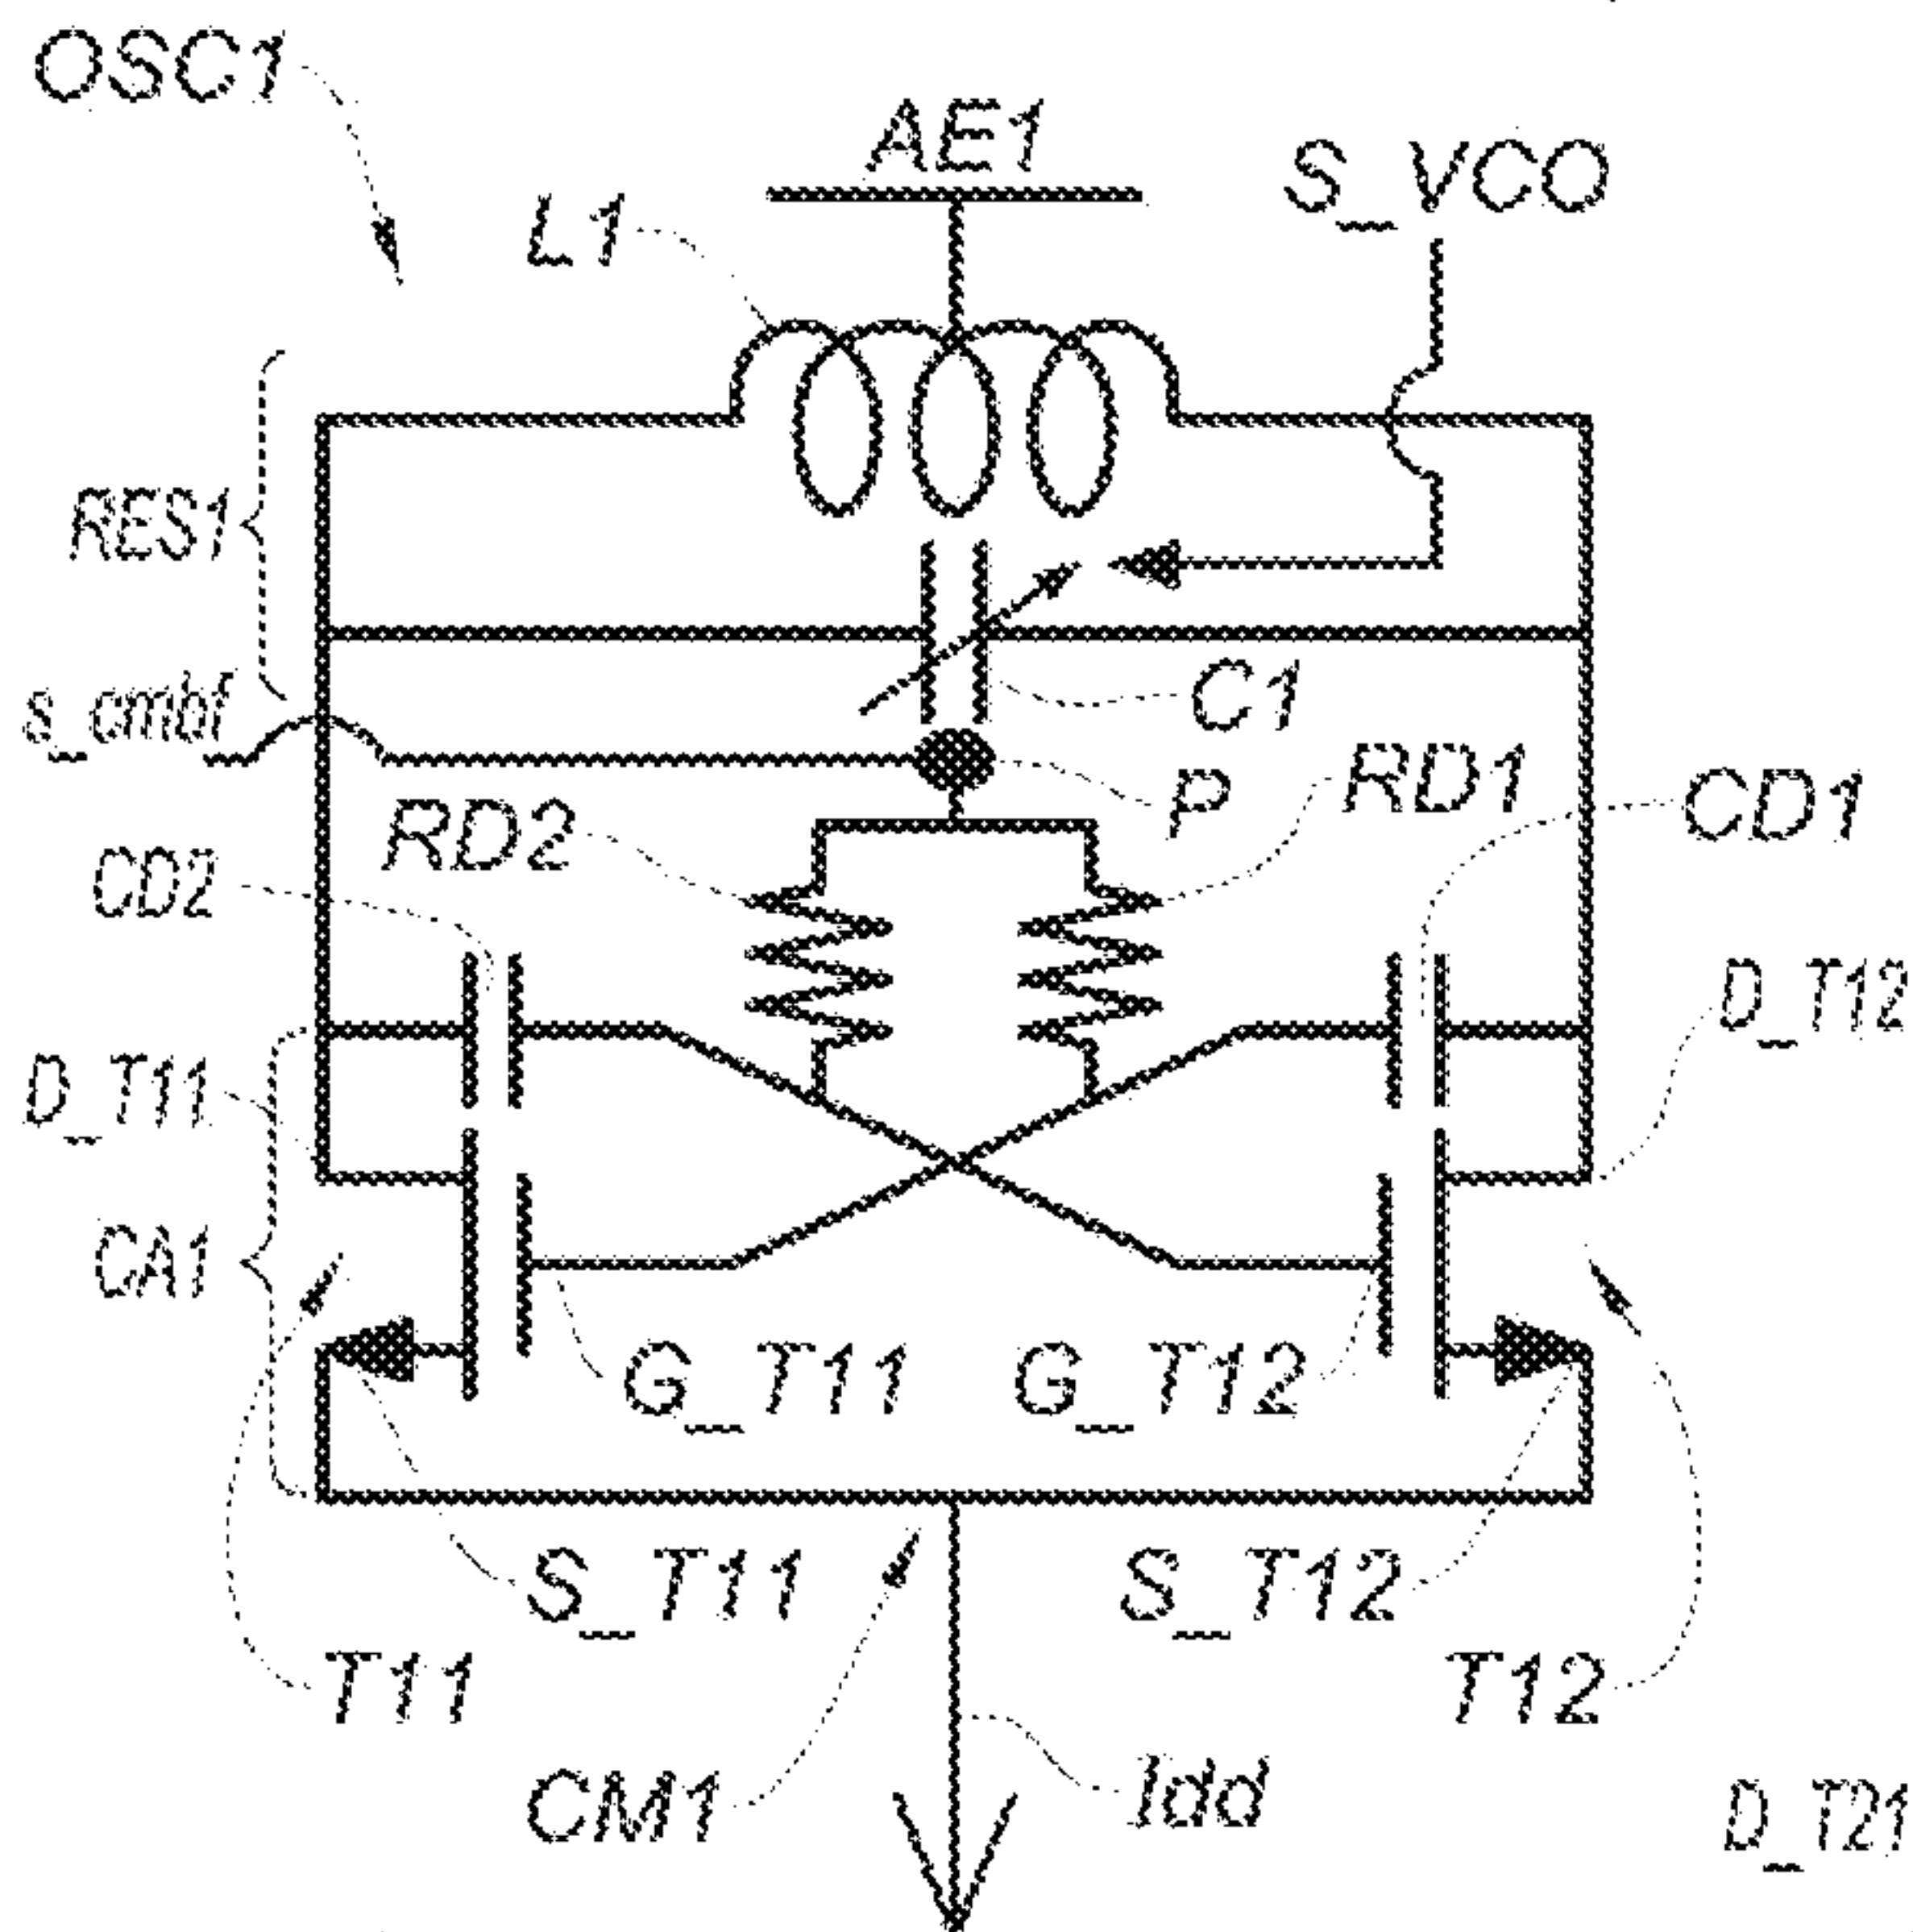 OSC1
AE1
S_VCO
L1
RES1
s_cmbf
C1
P
RD1
CD1
RD2
CD2
D_T12
D_T11
CA1
G_T11
G_T12
S_T11
S_T12
T11
T12
CM1
Idd
D_T21